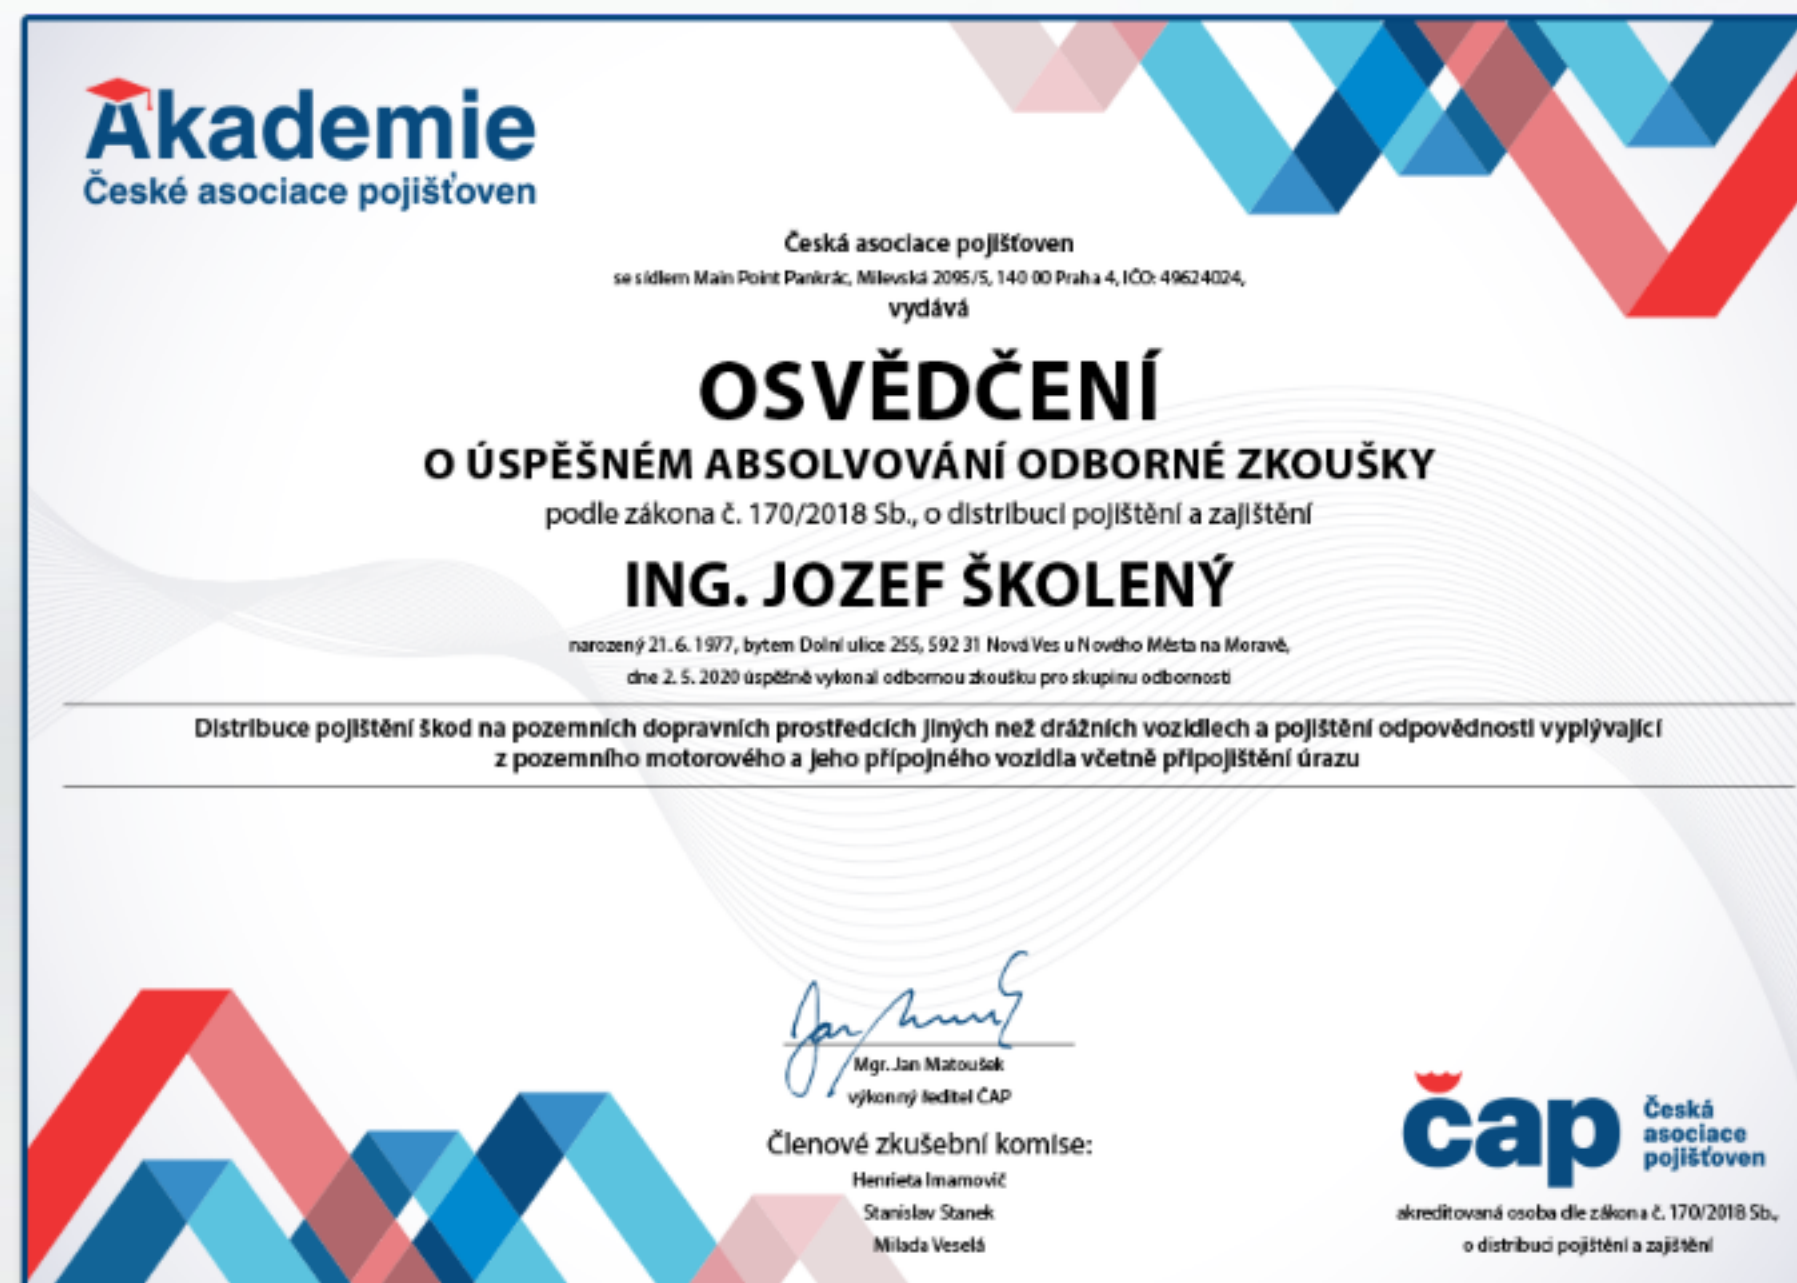 Akademie
České asociace pojišťoven
Česká asociace pojišťoven
se sídlem Main Point Pankrác, Milevská 2095/5, 140 00 Praha 4, IČO: 49624024,
vydává
OSVĚDČENÍ
O ÚSPĚŠNÉM ABSOLVOVÁNÍ ODBORNÉ ZKOUŠKY
podle zákona č. 170/2018 Sb., o distribuci pojištění a zajištění
ING. JOZEF ŠKOLENÝ
narozený 21. 6. 1977, bytem Dolní ulice 255, 592 31 Nová Ves u Nového Města na Moravě,
dne 2. 5. 2020 úspěšně vykonal odbornou zkoušku pro skupinu odbornosti
Distribuce pojištění škod na pozemních dopravních prostředcích jiných než drážních vozidlech a pojištění odpovědnosti vyplývající
z pozemního motorového a jeho přípojného vozidla včetně připojištění úrazu
Mgr. Jan Matoušek
výkonný ředitel ČAP
Členové zkušební komise:
Henrieta Imamovič
Stanislav Stanek
Milada Veselá
čap
Česká
asociace
pojišťoven
akreditovaná osoba dle zákona č. 170/2018 Sb.,
o distribuci pojištění a zajištění